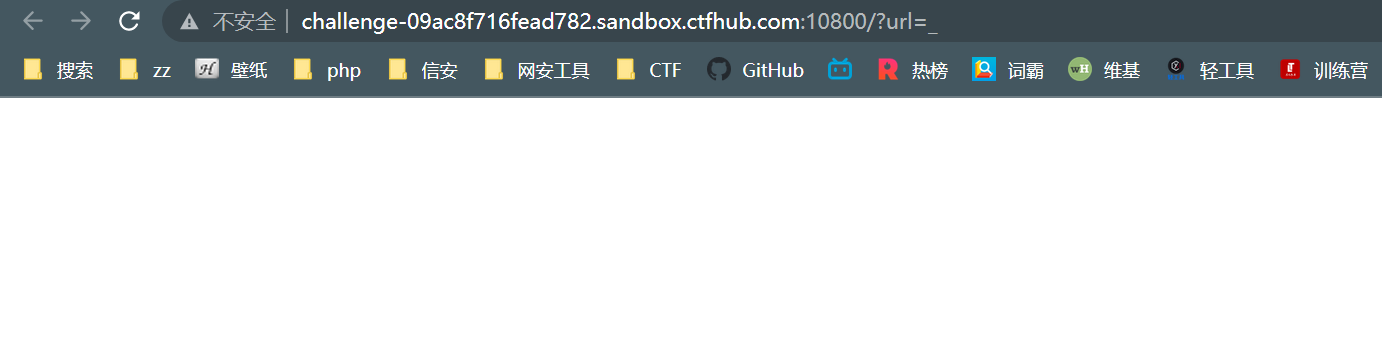 不安全 challenge-09ac8f716fead782.sandbox.ctfhub.com:10800/?url=_
搜索 zz 壁纸 php 信安 网安工具 CTF GitHub 热榜 词霸 wH 维基 轻工具 训练营